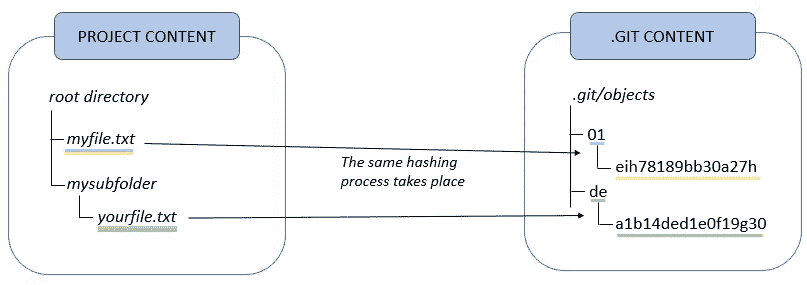 PROJECT CONTENT
root directory
myfile.txt
mysubfolder
yourfile.txt
The same hashing
process takes place
.GIT CONTENT
.git/objects
01
eih78189bb30a27h
de
a1b14ded1e0f19g30